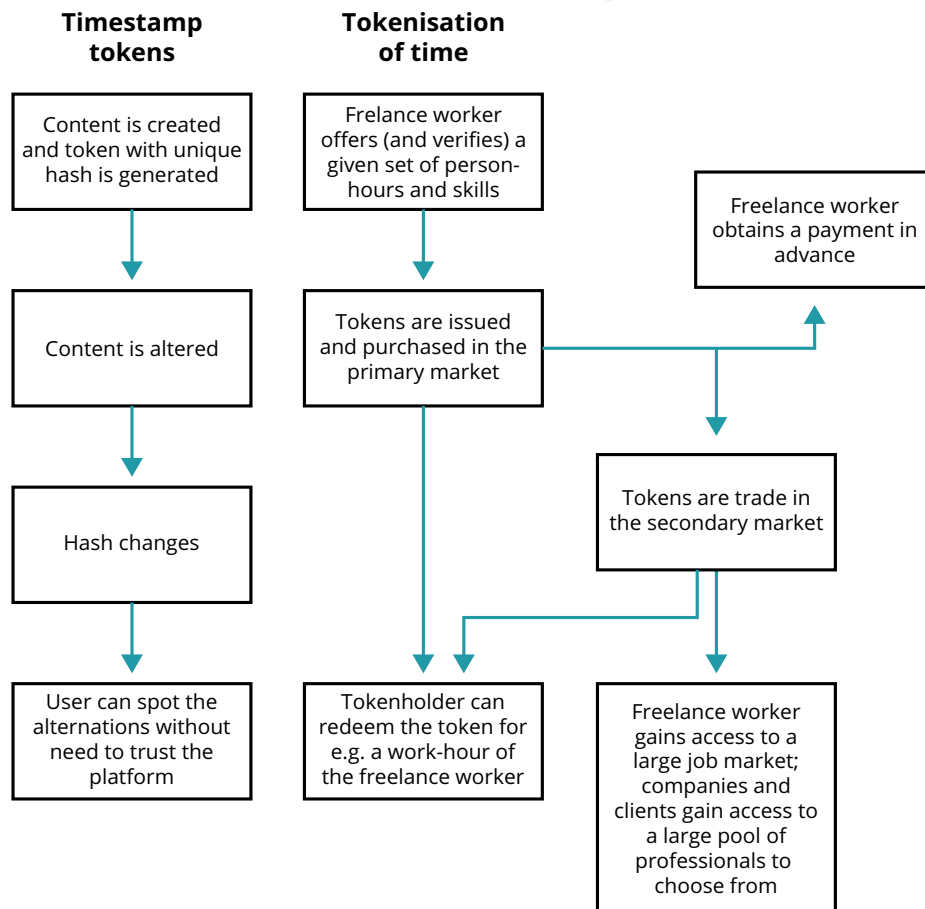 Timestamp
tokens
Tokenisation
of time
Content is created
and token with unique
hash is generated
Frelance worker
offers (and verifies) a
given set of person-
hours and skills
Freelance worker
obtains a payment in
advance
Content is altered
Tokens are issued
and purchased in the
primary market
Hash changes
Tokens are trade in
the secondary market
User can spot the
alternations without
need to trust the
platform
Tokenholder can
redeem the token for
e.g. a work-hour of
the freelance worker
Freelance worker
gains access to a
large job market;
companies and
clients gain access to
a large pool of
professionals to
choose from